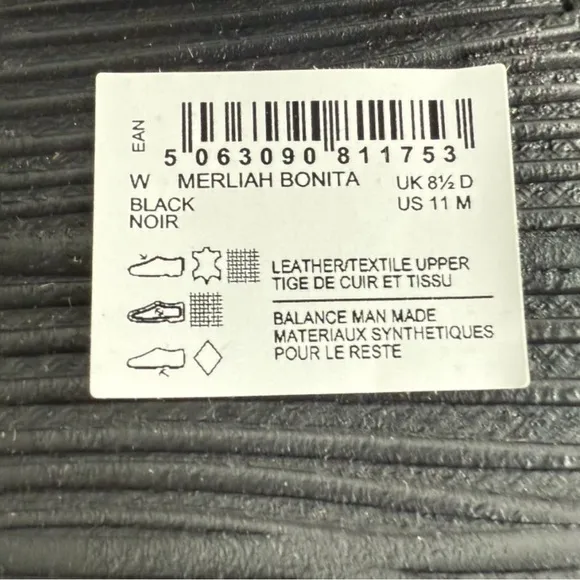 EAN
5 063090 811753
W MERLIAH BONITA UK 8½ D
BLACK US 11 M
NOIR
LEATHER/TEXTILE UPPER
TIGE DE CUIR ET TISSU
BALANCE MAN MADE
MATERIAUX SYNTHETIQUES
POUR LE RESTE